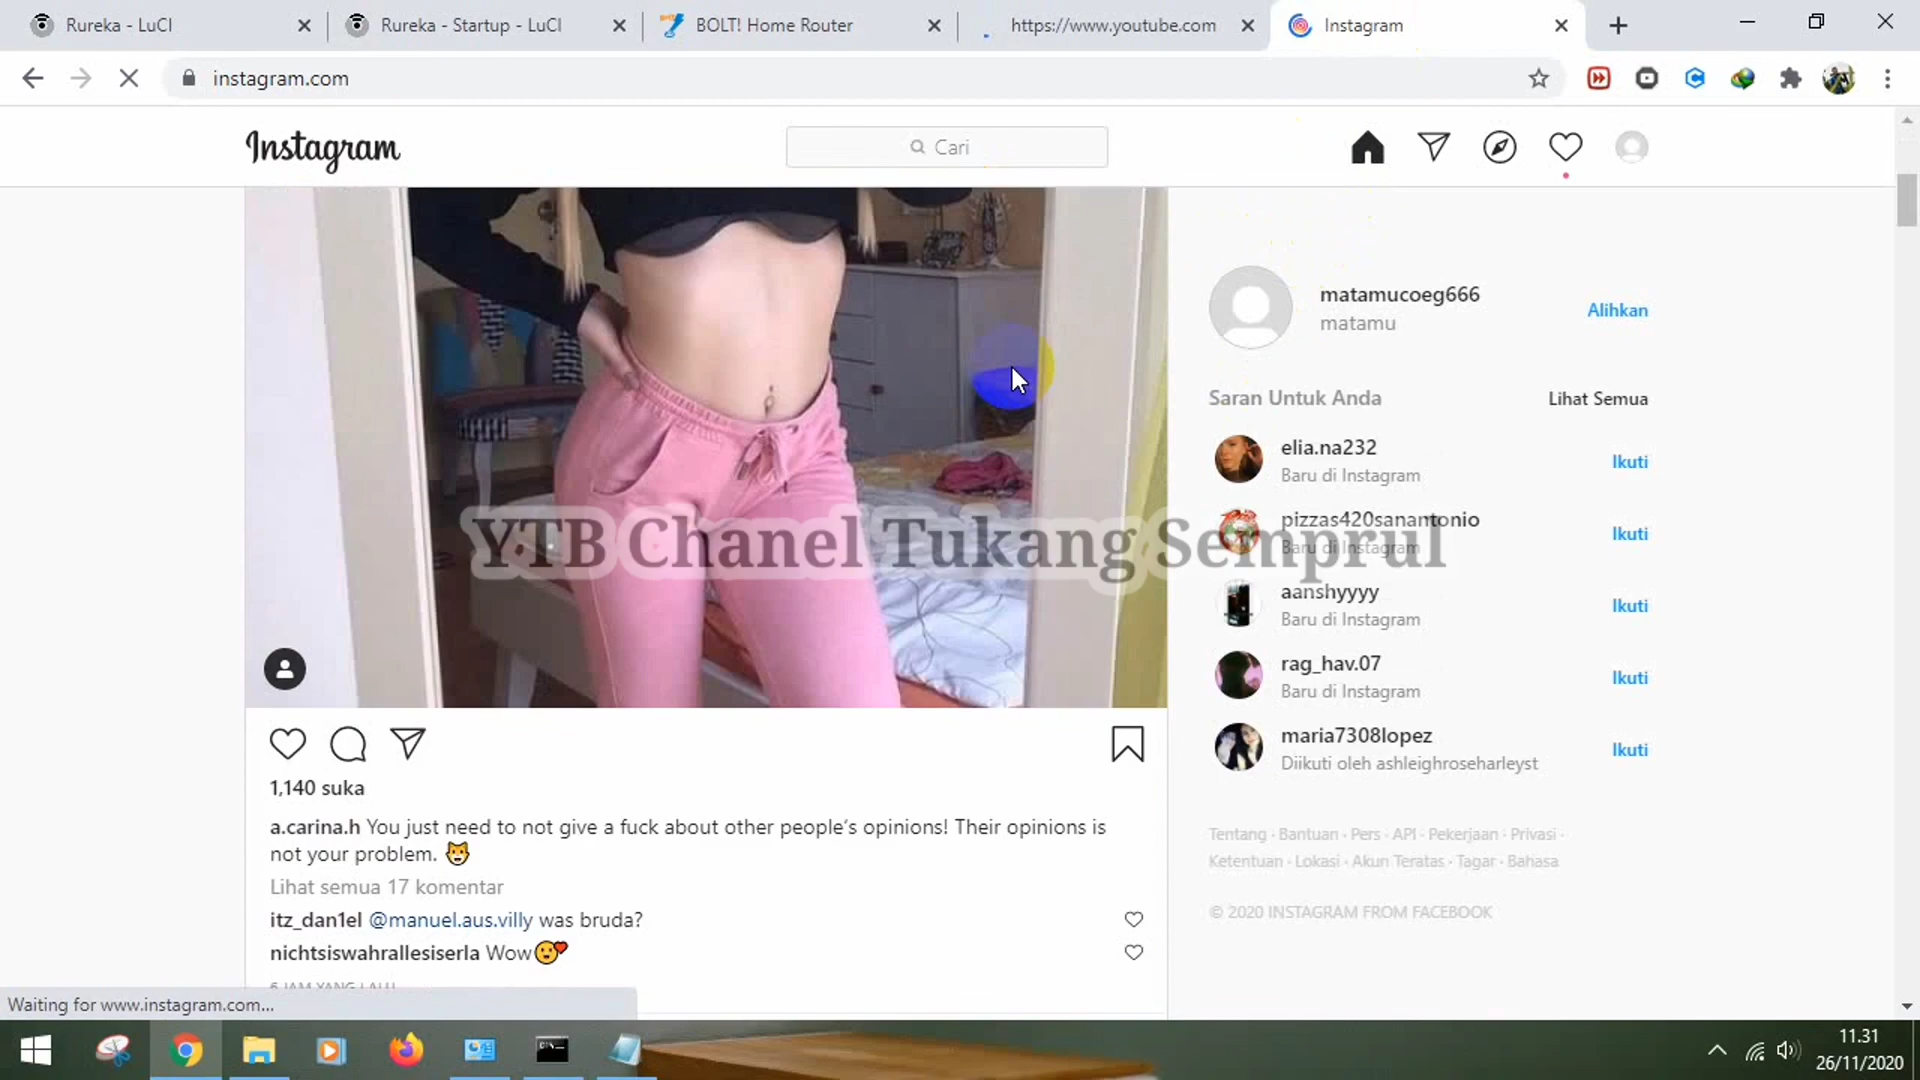 Rureka - LuCI
Rureka - Startup - LuCI
BOLT! Home Router
https://www.youtube.com
Instagram
instagram.com
Instagram
Cari
matamucoeg666
matamu
Alihkan
Saran Untuk Anda
Lihat Semua
elia.na232
Baru di Instagram
Ikuti
pizzas420sanantonio
Baru di Instagram
Ikuti
YTB Chanel Tukang Semprul
aanshyyyy
Baru di Instagram
Ikuti
rag_hav.07
Baru di Instagram
Ikuti
maria7308lopez
Diikuti oleh ashleighroseharleyst
Ikuti
1,140 suka
a.carina.h You just need to not give a fuck about other people’s opinions! Their opinions is
not your problem. 😼
Lihat semua 17 komentar
itz_dan1el @manuel.aus.villy was bruda?
nichtsiswahrallesiserla Wow😍
6 JAM YANG LALU
Tentang · Bantuan · Pers · API · Pekerjaan · Privasi ·
Ketentuan · Lokasi · Akun Teratas · Tagar · Bahasa
© 2020 INSTAGRAM FROM FACEBOOK
Waiting for www.instagram.com...
11.31
26/11/2020